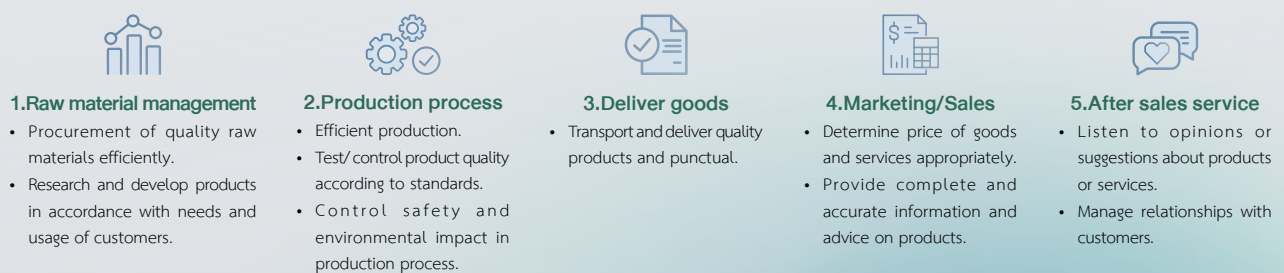 1.Raw material management
• Procurement of quality raw
materials efficiently.
• Research and develop products
in accordance with needs and
usage of customers.
2.Production process
• Efficient production.
• Test/ control product quality
according to standards.
• Control safety and
environmental impact in
production process.
3.Deliver goods
• Transport and deliver quality
products and punctual.
4.Marketing/Sales
• Determine price of goods
and services appropriately.
• Provide complete and
accurate information and
advice on products.
5.After sales service
• Listen to opinions or
suggestions about products
or services.
• Manage relationships with
customers.